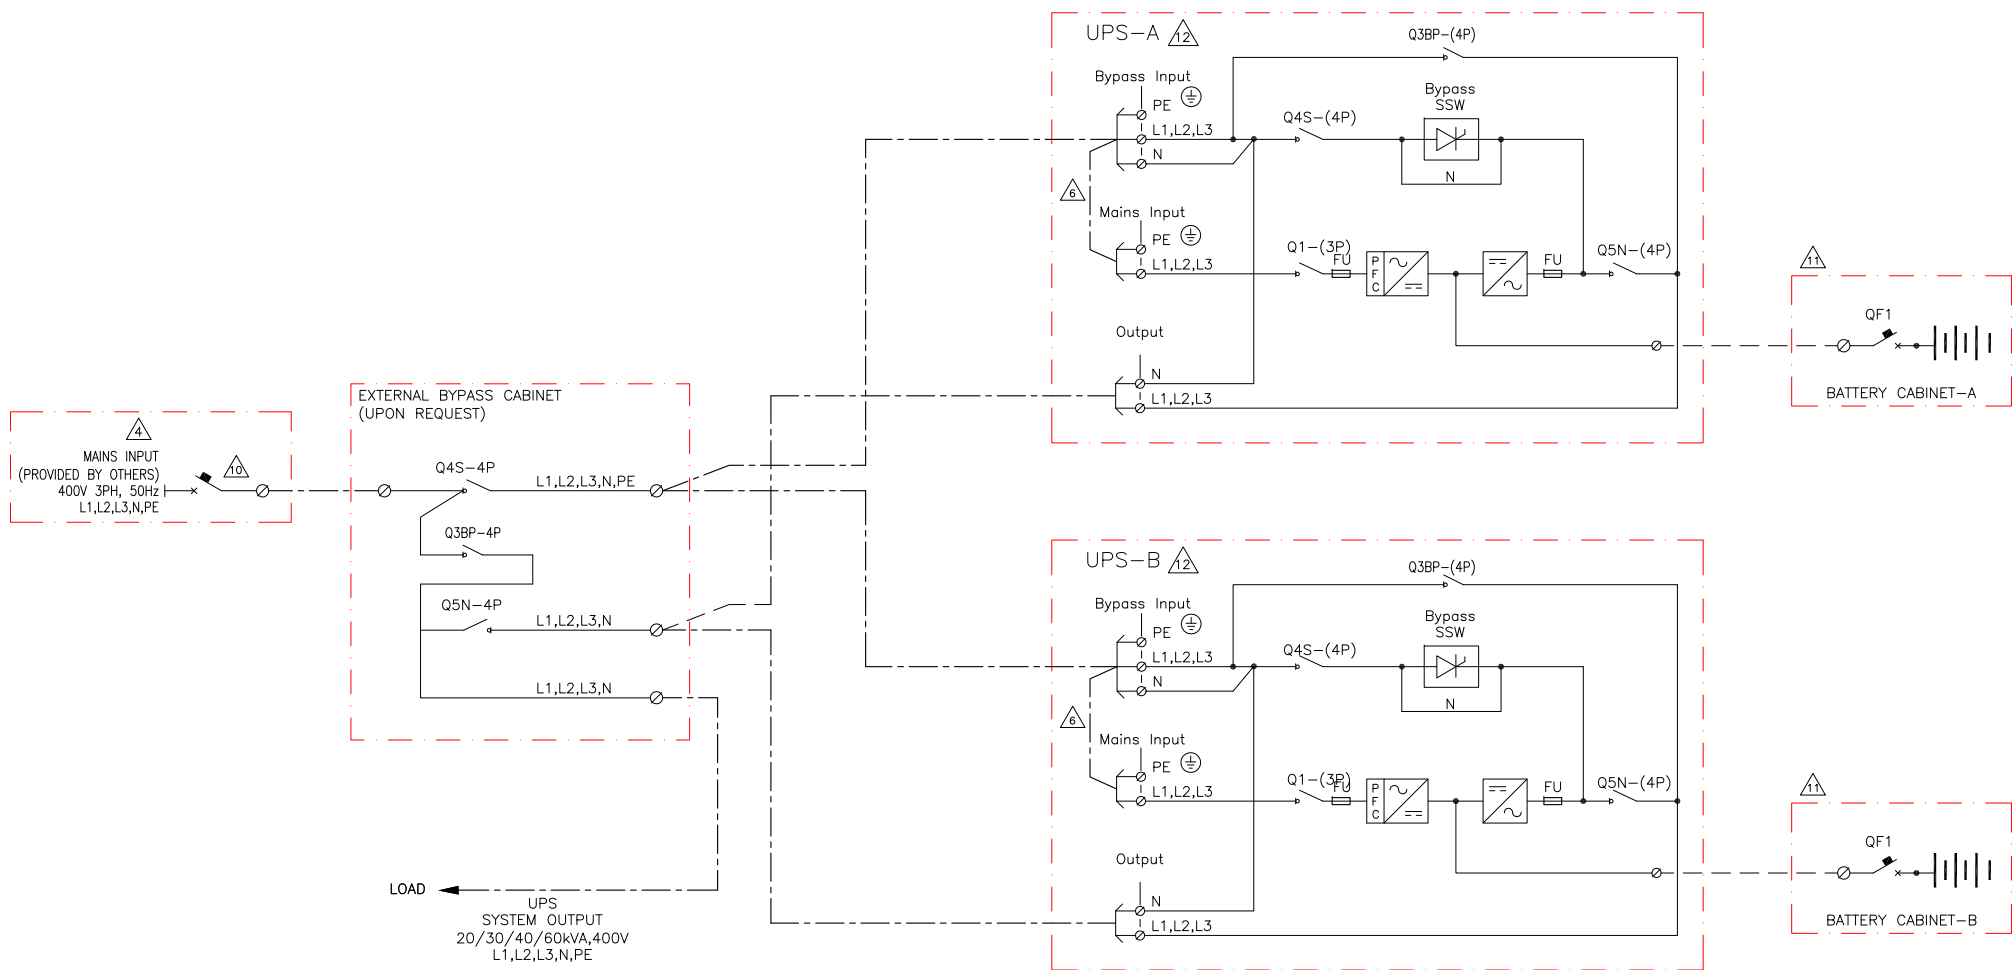 4
MAINS INPUT
(PROVIDED BY OTHERS)
400V 3PH, 50Hz
L1,L2,L3,N,PE
10
EXTERNAL BYPASS CABINET
(UPON REQUEST)
Q4S-4P
L1,L2,L3,N,PE
Q3BP-4P
Q5N-4P
L1,L2,L3,N
L1,L2,L3,N
LOAD
UPS
SYSTEM OUTPUT
20/30/40/60kVA,400V
L1,L2,L3,N,PE
UPS-A
12
Q3BP-(4P)
Bypass Input
PE
L1,L2,L3
N
Q4S-(4P)
Bypass
SSW
N
6
Mains Input
PE
L1,L2,L3
Q1-(3P)
FU
P
F
C
FU
Q5N-(4P)
Output
N
L1,L2,L3
11
QF1
BATTERY CABINET-A
UPS-B
12
Q3BP-(4P)
Bypass Input
PE
L1,L2,L3
N
Q4S-(4P)
Bypass
SSW
N
6
Mains Input
PE
L1,L2,L3
Q1-(3P)
FU
P
F
C
FU
Q5N-(4P)
Output
N
L1,L2,L3
11
QF1
BATTERY CABINET-B